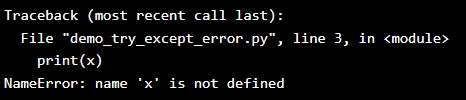 Traceback (most recent call last):
  File "demo_try_except_error.py", line 3, in <module>
    print(x)
NameError: name 'x' is not defined